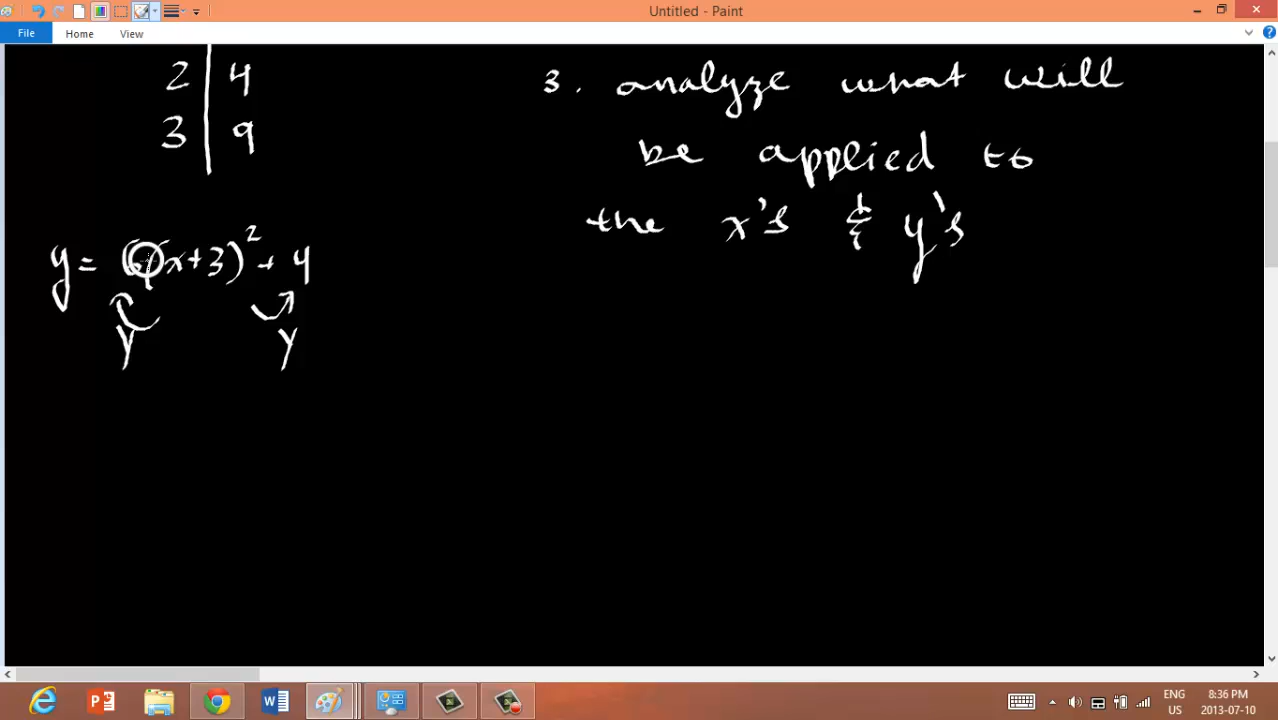 Untitled - Paint
File Home View
2 | 4
3 | 9
3. analyze what will
be applied to
the x's & y's
y = (x+3)² + 4
y y
ENG 8:36 PM
US 2013-07-10